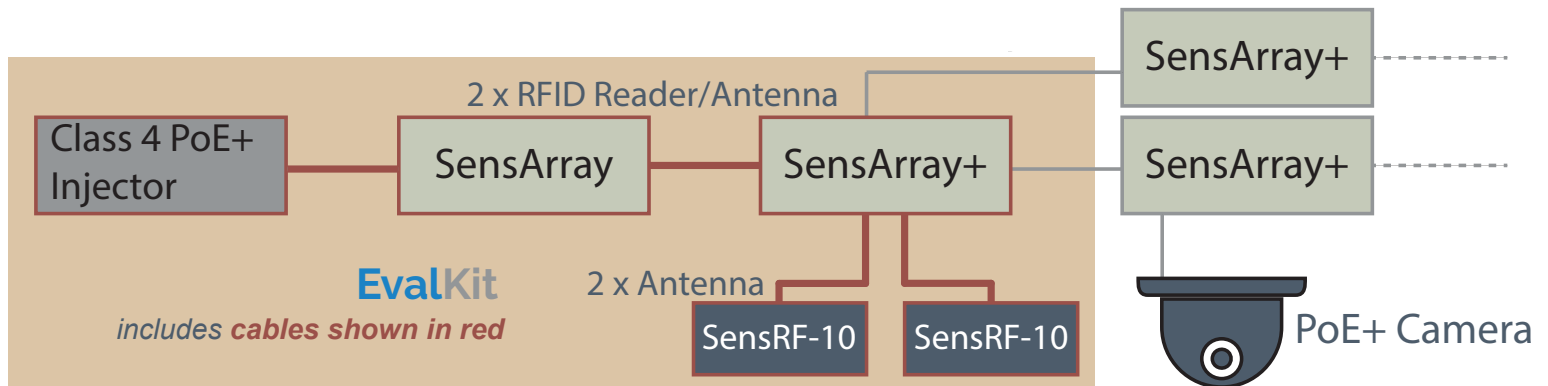 SensArray+
2 x RFID Reader/Antenna
Class 4 PoE+
Injector
SensArray
SensArray+
SensArray+
EvalKit
includes cables shown in red
2 x Antenna
SensRF-10
SensRF-10
PoE+ Camera